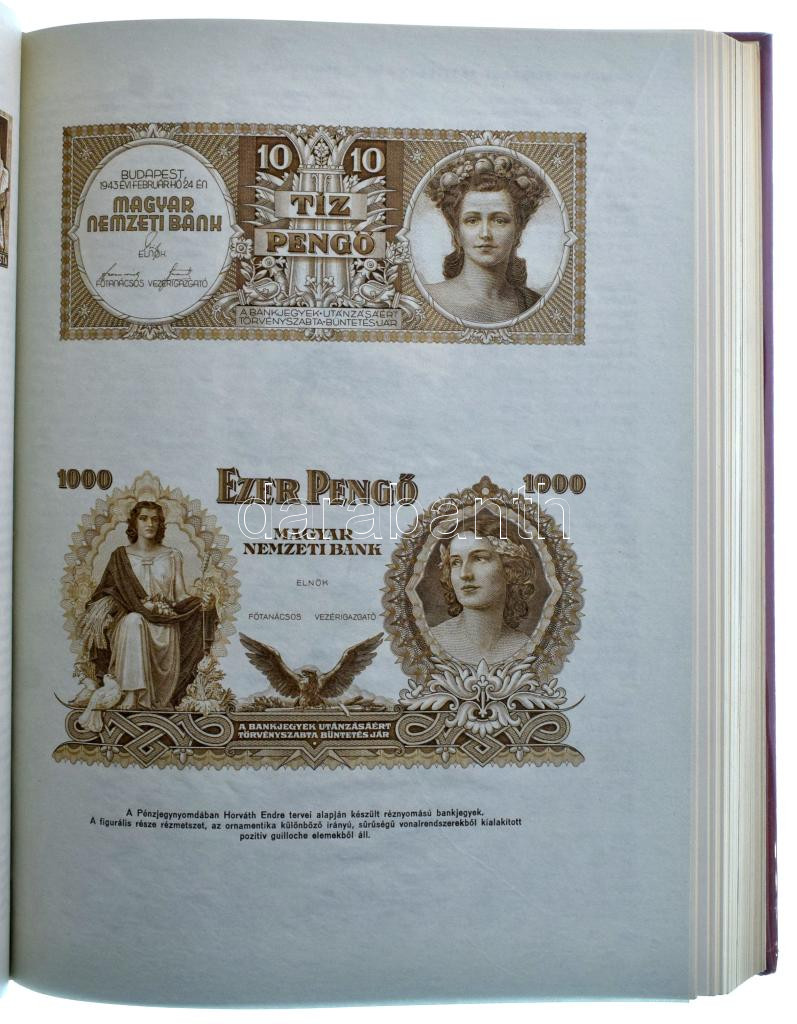 10 10
BUDAPEST,
1943 ÉVI FEBRUÁR HÓ 24 ÉN
MAGYAR
NEMZETI BANK
ELNÖK
FŐTANÁCSOS VEZÉRIGAZGATÓ
TÍZ
PENGŐ
A BANKJEGYEK UTÁNZÁSÁÉRT
TÖRVÉNYSZABTA BÜNTETÉS JÁR
1000 EZER PENGŐ 1000
databanth
MAGYAR
NEMZETI BANK
ELNÖK
FŐTANÁCSOS VEZÉRIGAZGATÓ
A BANKJEGYEK UTÁNZÁSÁÉRT
TÖRVÉNYSZABTA BÜNTETÉS JÁR
A Pénzjegynyomdában Horváth Endre tervei alapján készült réznyomású bankjegyek.
A figurális része rézmetszet, az ornamentika különböző irányú, sűrűségű vonalrendszerekből kialakított
pozitív guilloche elemekből áll.